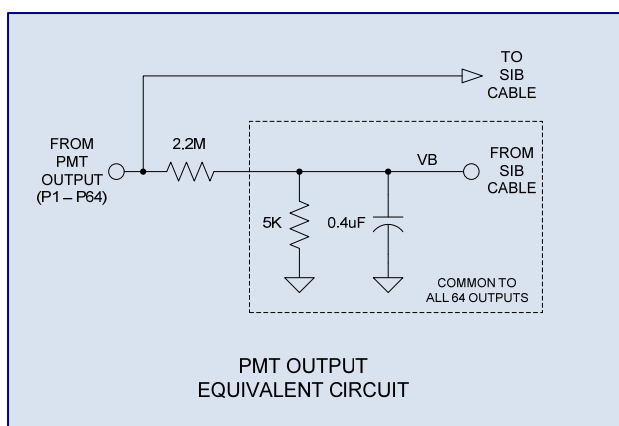 TO
SIB
CABLE
FROM
PMT
OUTPUT
(P1 – P64)
2.2M
VB
FROM
SIB
CABLE
5K
0.4uF
COMMON TO
ALL 64 OUTPUTS
PMT OUTPUT
EQUIVALENT CIRCUIT